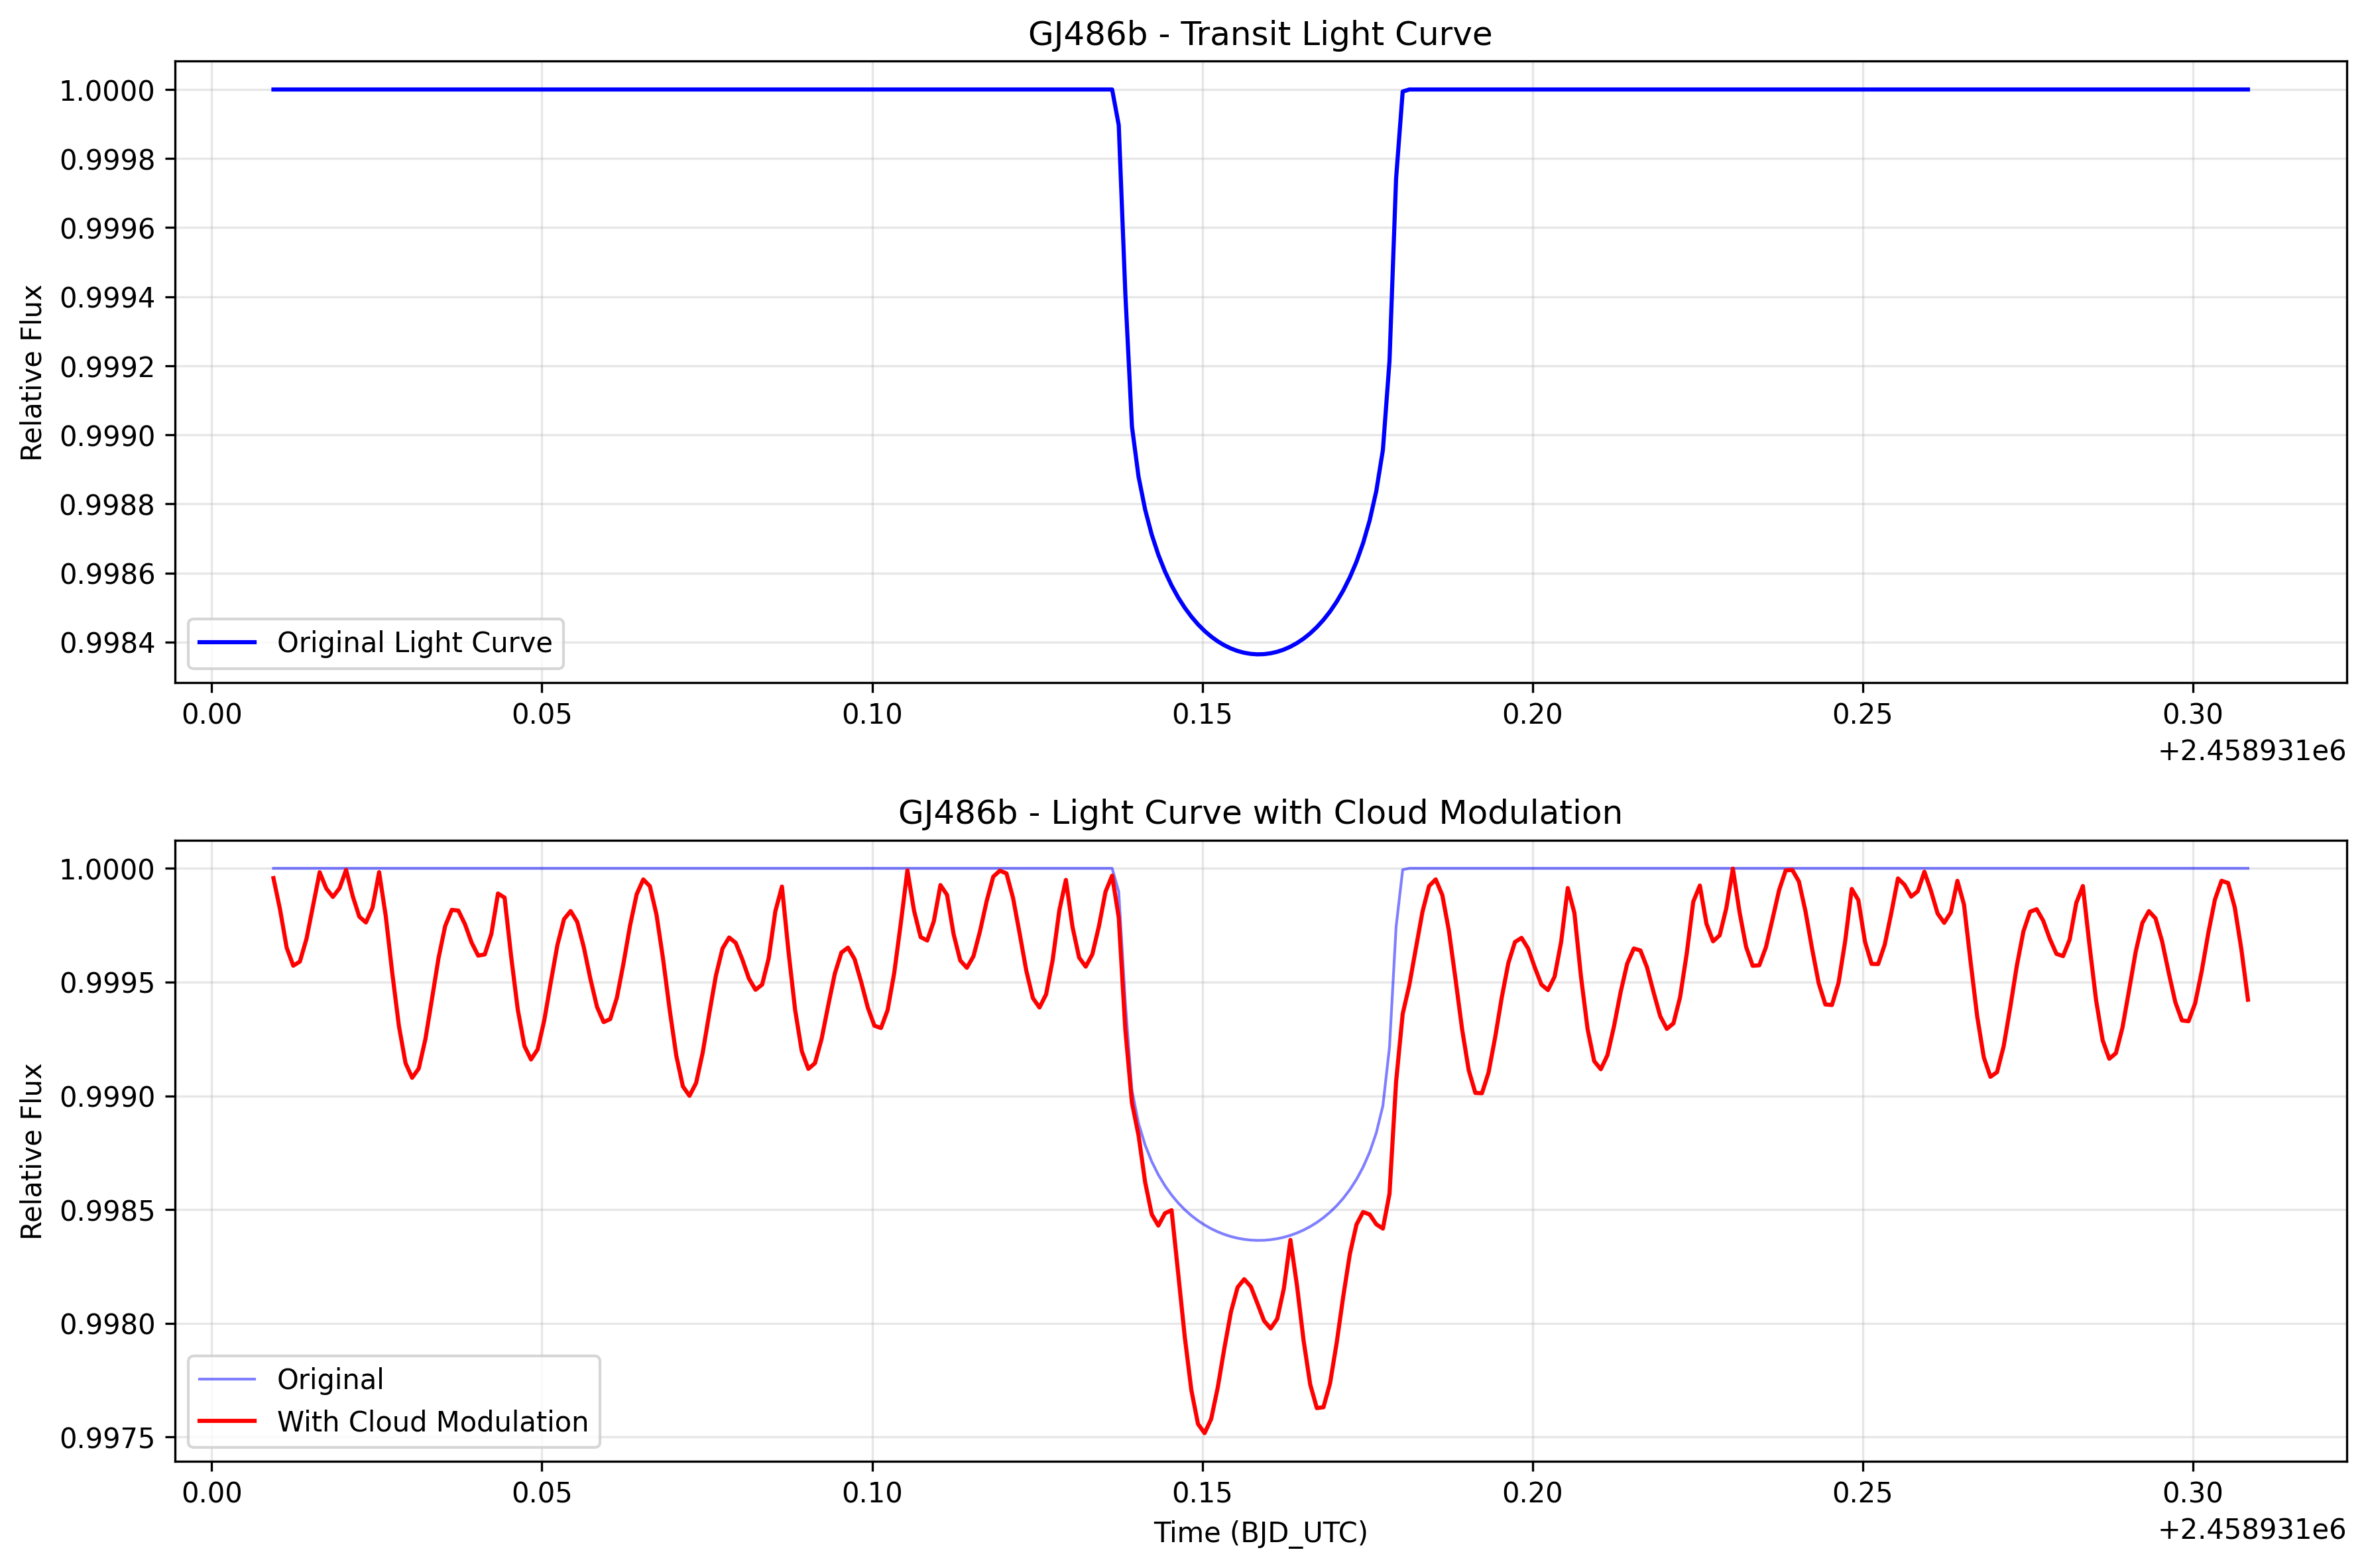 GJ486b - Transit Light Curve
Relative Flux
1.0000
0.9998
0.9996
0.9994
0.9992
0.9990
0.9988
0.9986
0.9984
Original Light Curve
0.00 0.05 0.10 0.15 0.20 0.25 0.30
+2.458931e6
GJ486b - Light Curve with Cloud Modulation
Relative Flux
1.0000
0.9995
0.9990
0.9985
0.9980
0.9975
Original
With Cloud Modulation
0.00 0.05 0.10 0.15 0.20 0.25 0.30
Time (BJD_UTC)
+2.458931e6